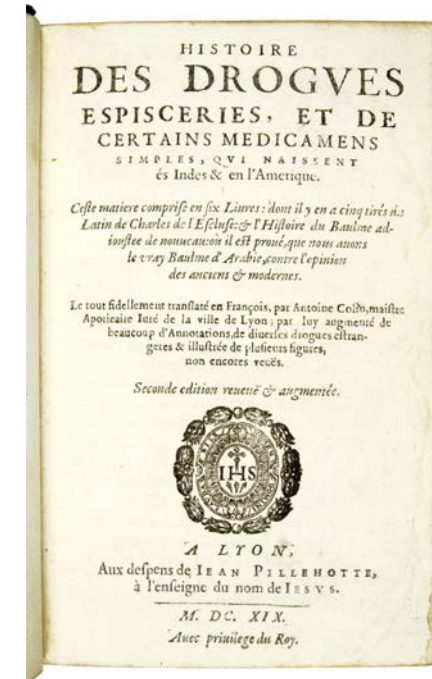 HISTOIRE
DES DROGVES
ESPISCERIES, ET DE
CERTAINS MEDICAMENS
SIMPLES, QVI NAISSENT
és Indes & en l'Amerique.
Ceste matiere comprise en six Liures: dont il y en a cinq tirés du
Latin de Charles de l'Escluse: & l'Histoire du Baulme ad-
ioustee de nouueau: où il est proué, que nous auons
le vray Baulme d'Arabie, contre l'opinion
des anciens & modernes.
Le tout fidellement translaté en François, par Antoine Colin, maistre
Apoticaire Iuré de la ville de Lyon; par luy augmenté de
beaucoup d'Annotations, de diuerses drogues estran-
geres & illustrée de plusieurs figures,
non encores veuës.
Seconde edition reueuë & augmentée.
IHS
A LYON,
Aux despens de IEAN PILLEHOTTE,
à l'enseigne du nom de IESVS.
M. DC. XIX.
Auec priuilege du Roy.